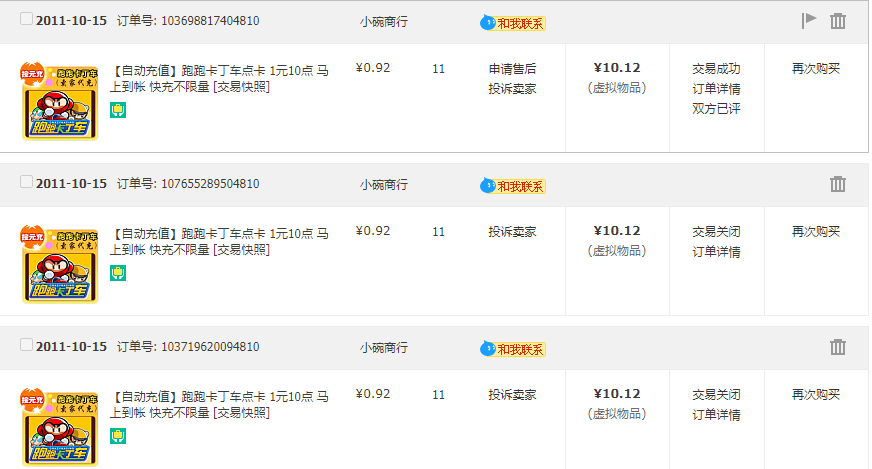 2011-10-15 订单号: 103698817404810 小碗商行 和我联系
按元充 跑跑卡丁车
(卖家代充)
跑跑卡丁车
【自动充值】跑跑卡丁车点卡 1元10点 马
上到帐 快充不限量 [交易快照]
¥0.92 11 申请售后 ¥10.12 交易成功 再次购买
投诉卖家 (虚拟物品) 订单详情
双方已评
2011-10-15 订单号: 107655289504810 小碗商行 和我联系
按元充 跑跑卡丁车
(卖家代充)
跑跑卡丁车
【自动充值】跑跑卡丁车点卡 1元10点 马
上到帐 快充不限量 [交易快照]
¥0.92 11 投诉卖家 ¥10.12 交易关闭 再次购买
(虚拟物品) 订单详情
2011-10-15 订单号: 103719620094810 小碗商行 和我联系
按元充 跑跑卡丁车
(卖家代充)
跑跑卡丁车
【自动充值】跑跑卡丁车点卡 1元10点 马
上到帐 快充不限量 [交易快照]
¥0.92 11 投诉卖家 ¥10.12 交易关闭 再次购买
(虚拟物品) 订单详情